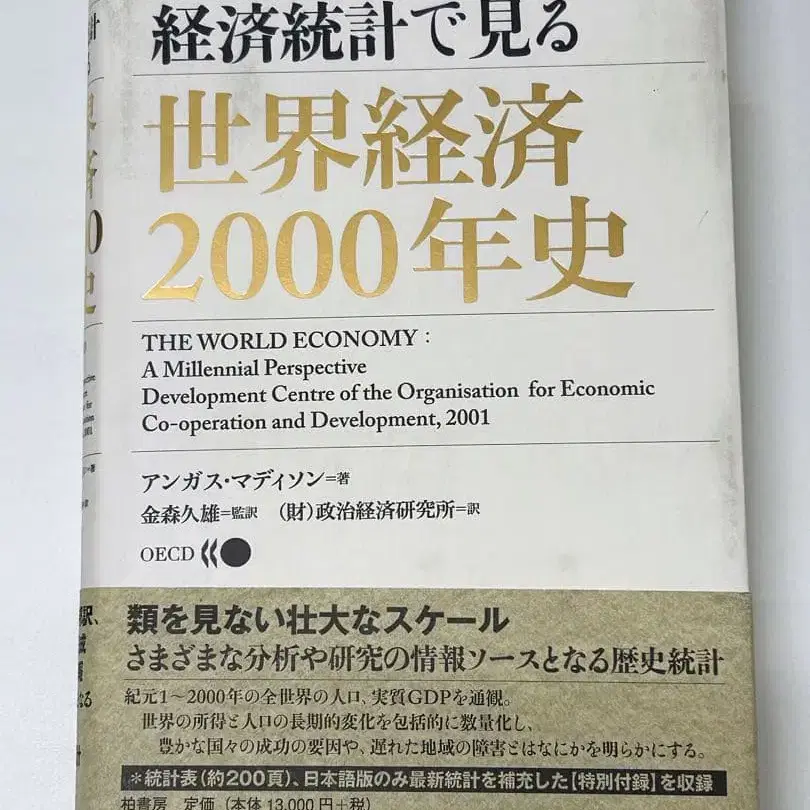 経済統計で見る
世界経済
2000年史
THE WORLD ECONOMY :
A Millennial Perspective
Development Centre of the Organisation for Economic
Co-operation and Development, 2001
アンガス・マディソン=著
金森久雄=監訳 (財)政治経済研究所=訳
OECD
類を見ない壮大なスケール
さまざまな分析や研究の情報ソースとなる歴史統計
紀元1～2000年の全世界の人口、実質GDPを通観。
世界の所得と人口の長期的変化を包括的に数量化し、
豊かな国々の成功の要因や、遅れた地域の障害とはなにかを明らかにする。
*統計表(約200頁)、日本語版のみ最新統計を補充した【特別付録】を収録
柏書房 定価(本体13,000円+税)